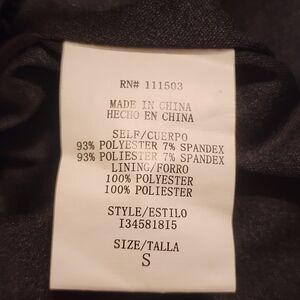 RN# 111503
MADE IN CHINA
HECHO EN CHINA
SELF/CUERPO
93% POLYESTER 7% SPANDEX
93% POLIESTER 7% SPANDEX
LINING/FORRO
100% POLYESTER
100% POLIESTER
STYLE/ESTILO
I345818I5
SIZE/TALLA
S